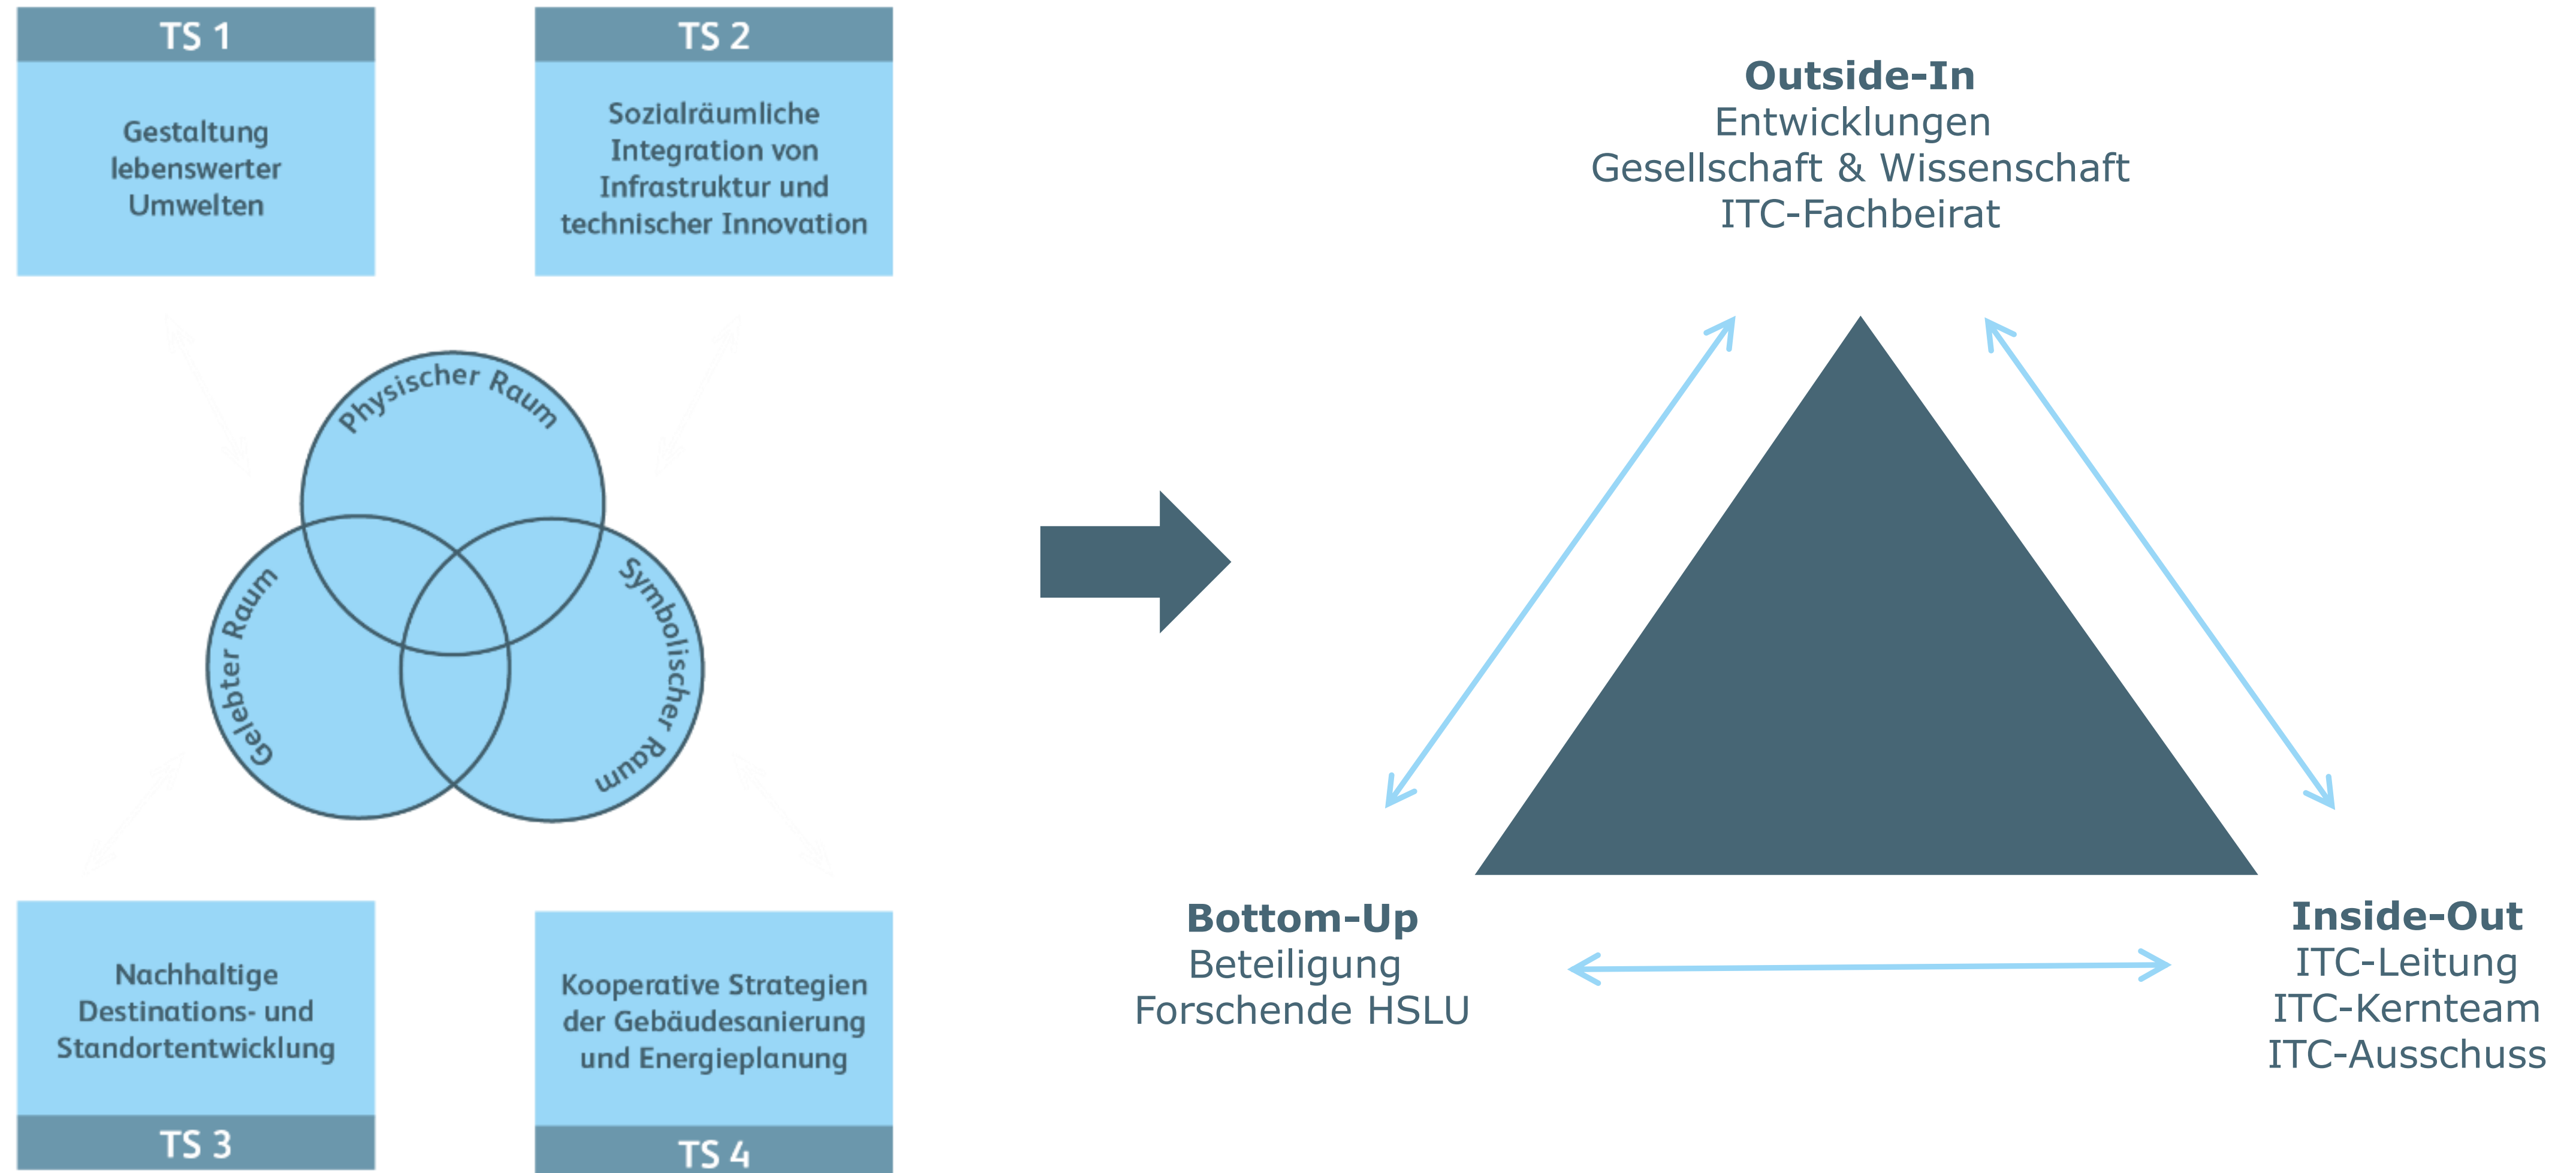 TS 1
Gestaltung
lebenswerter
Umwelten
TS 2
Sozialräumliche
Integration von
Infrastruktur und
technischer Innovation
Physischer Raum
Gelebter Raum
Symbolischer Raum
Nachhaltige
Destinations- und
Standortentwicklung
TS 3
Kooperative Strategien
der Gebäudesanierung
und Energieplanung
TS 4
Outside-In
Entwicklungen
Gesellschaft & Wissenschaft
ITC-Fachbeirat
Bottom-Up
Beteiligung
Forschende HSLU
Inside-Out
ITC-Leitung
ITC-Kernteam
ITC-Ausschuss